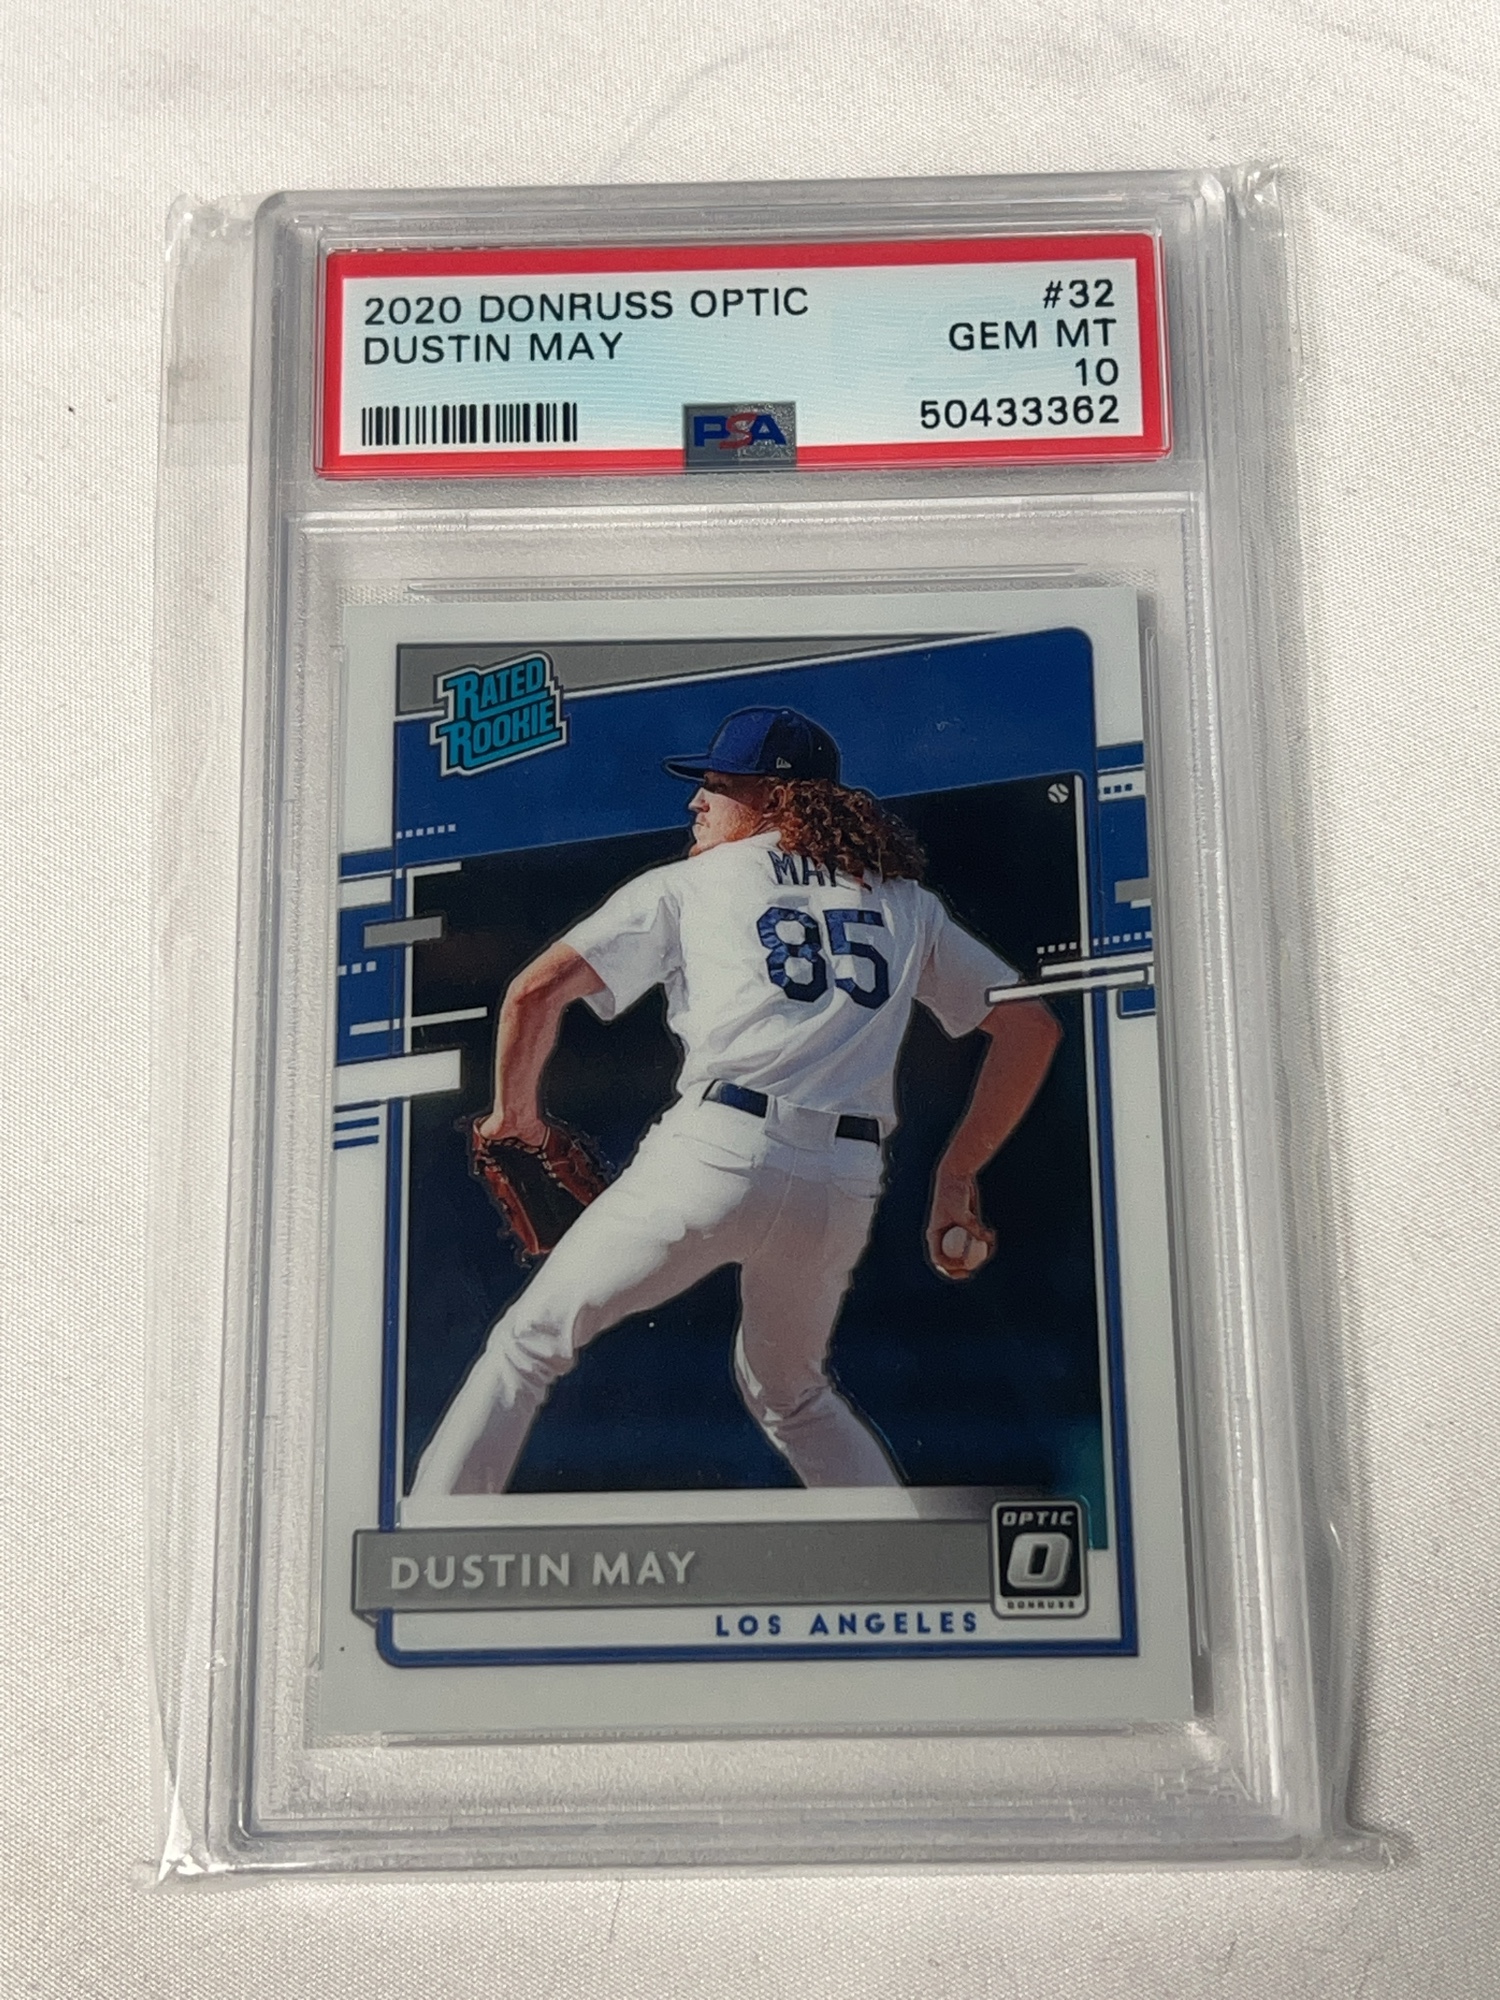 2020 DONRUSS OPTIC #32
DUSTIN MAY GEM MT
10
PSA 50433362
RATED
ROOKIE
MAY
85
OPTIC
O
DONRUSS
DUSTIN MAY
LOS ANGELES